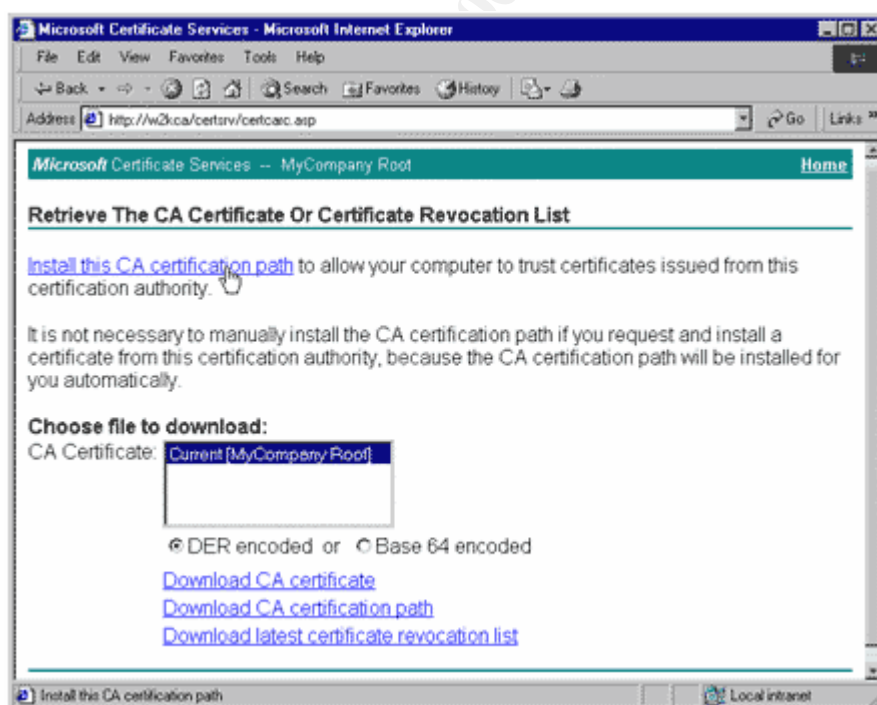 Microsoft Certificate Services - Microsoft Internet Explorer
File Edit View Favorites Tools Help
Back Search Favorites History
Address http://w2kca/certsrv/certcarc.asp Go Links »
Microsoft Certificate Services -- MyCompany Root Home
Retrieve The CA Certificate Or Certificate Revocation List
Install this CA certification path to allow your computer to trust certificates issued from this
certification authority.
It is not necessary to manually install the CA certification path if you request and install a
certificate from this certification authority, because the CA certification path will be installed for
you automatically.
Choose file to download:
CA Certificate: Current [MyCompany Root]
DER encoded or Base 64 encoded
Download CA certificate
Download CA certification path
Download latest certificate revocation list
Install this CA certification path Local intranet